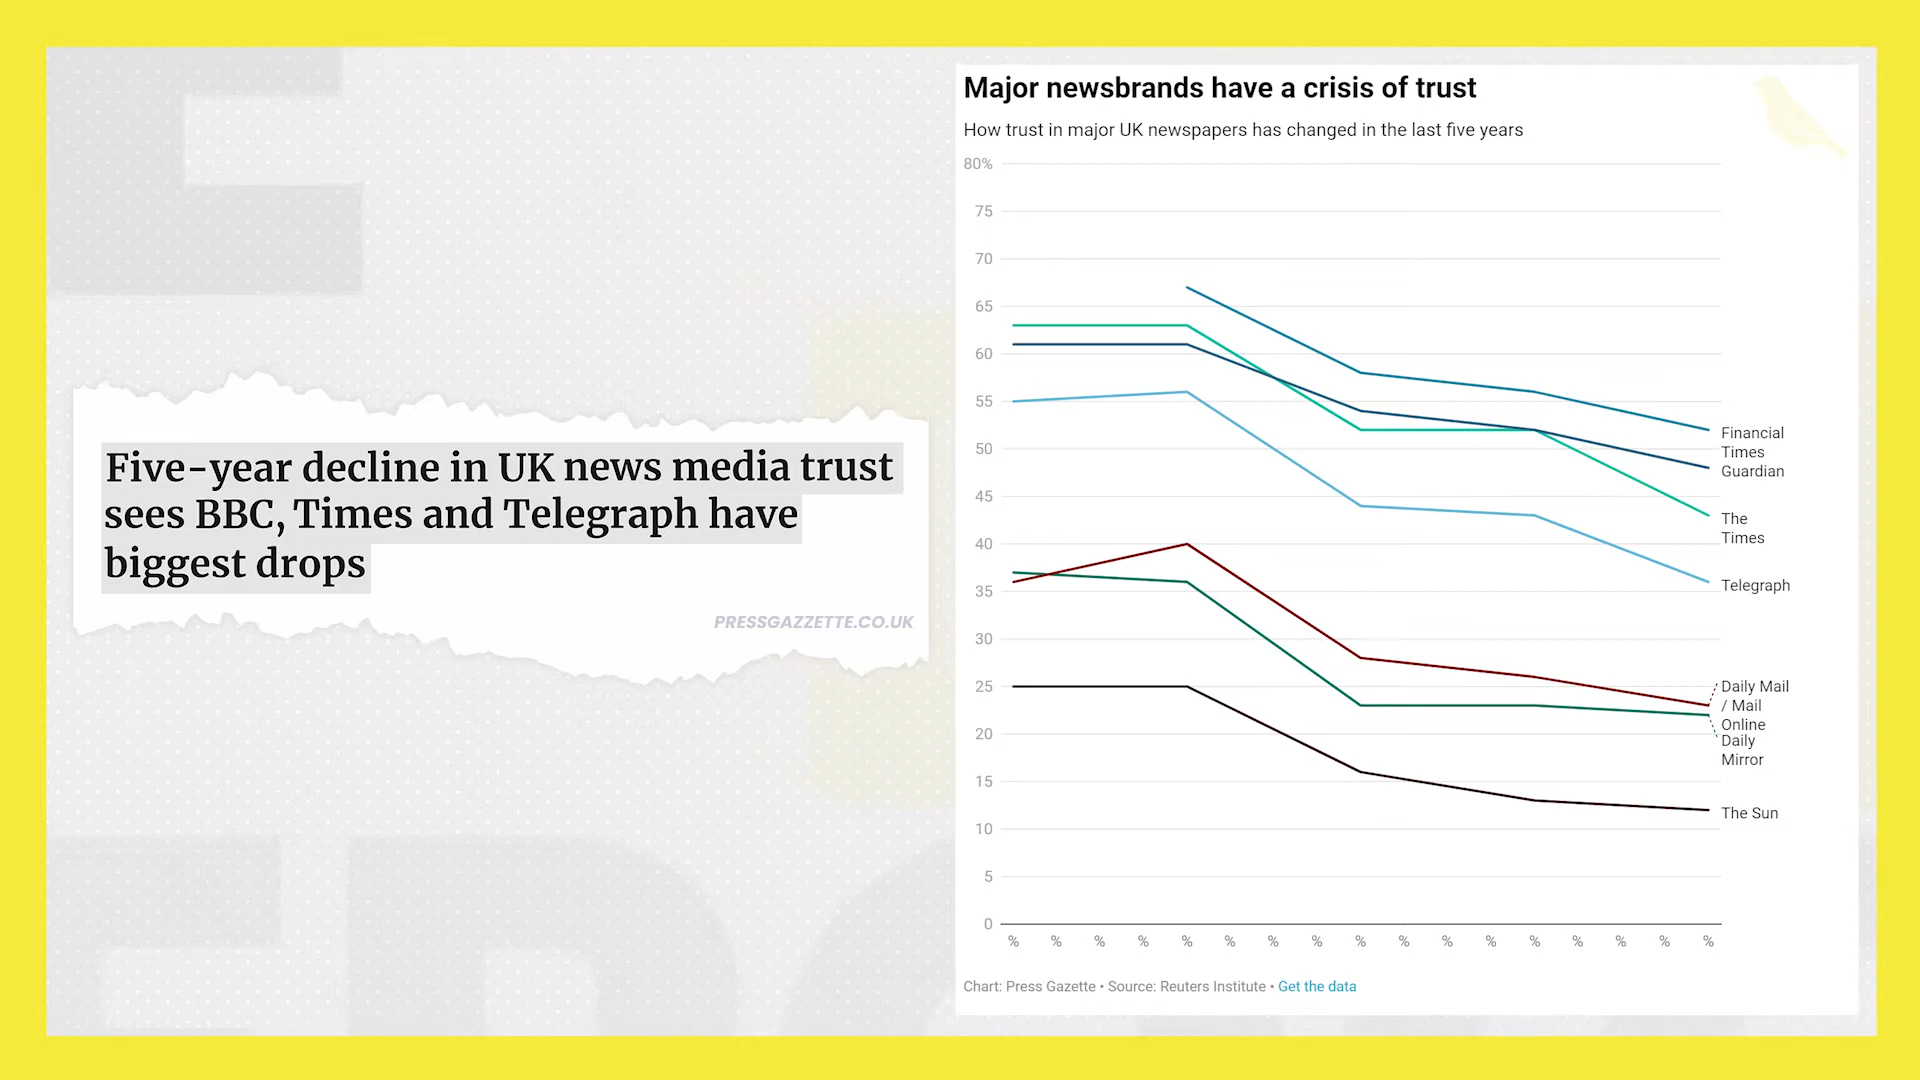 Five-year decline in UK news media trust
sees BBC, Times and Telegraph have
biggest drops
PRESSGAZZETTE.CO.UK
Major newsbrands have a crisis of trust
How trust in major UK newspapers has changed in the last five years
80%
75
70
65
60
55
50
45
40
35
30
25
20
15
10
5
0
Financial
Times
Guardian
The
Times
Telegraph
Daily Mail
/ Mail
Online
Daily
Mirror
The Sun
% % % % % % % % % % % % % % % % %
Chart: Press Gazette • Source: Reuters Institute • Get the data